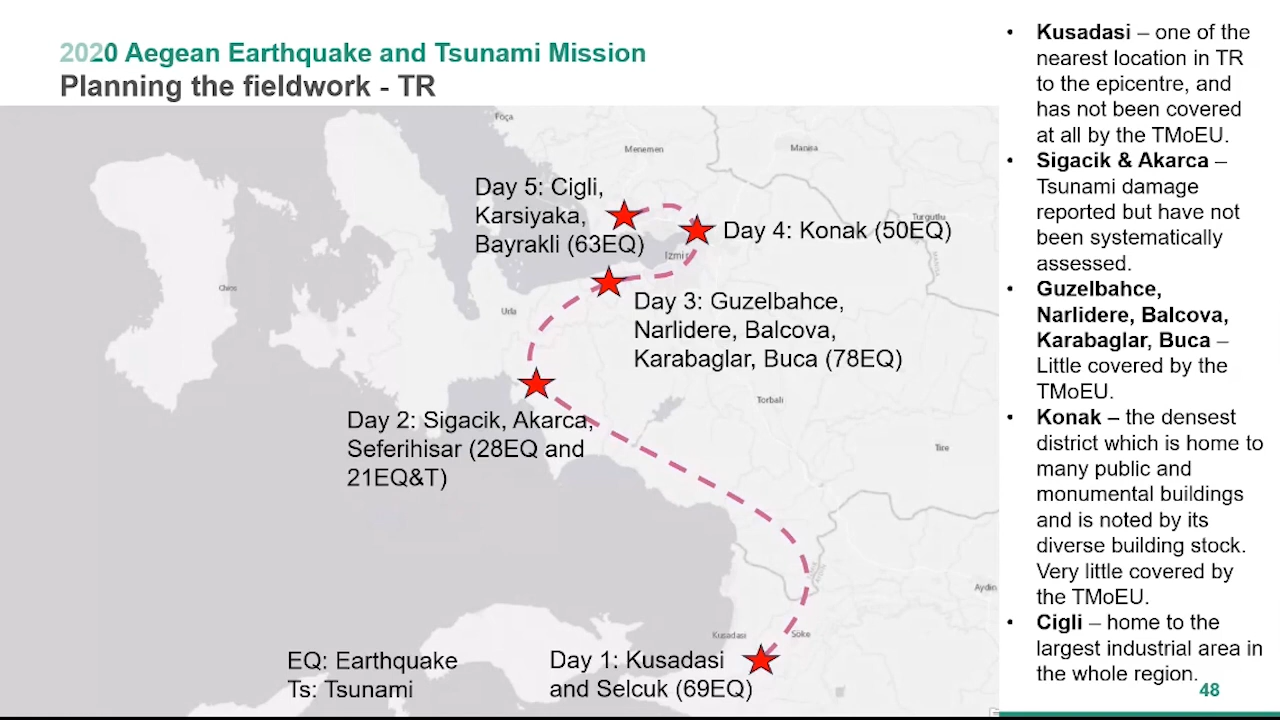 2020 Aegean Earthquake and Tsunami Mission
Planning the fieldwork - TR
Foça
Menemen
Manisa
Day 5: Cigli,
Karsiyaka,
Bayrakli (63EQ)
Turgutlu
Day 4: Konak (50EQ)
Izmir
Day 3: Guzelbahce,
Narlidere, Balcova,
Karabaglar, Buca (78EQ)
Urla
Torbalı
Day 2: Sigacik, Akarca,
Seferihisar (28EQ and
21EQ&T)
Tire
Aydin
Kusadası
Söke
Day 1: Kusadasi
and Selcuk (69EQ)
EQ: Earthquake
Ts: Tsunami
• Kusadasi – one of the
nearest location in TR
to the epicentre, and
has not been covered
at all by the TMoEU.
• Sigacik & Akarca –
Tsunami damage
reported but have not
been systematically
assessed.
• Guzelbahce,
Narlidere, Balcova,
Karabaglar, Buca –
Little covered by the
TMoEU.
• Konak – the densest
district which is home to
many public and
monumental buildings
and is noted by its
diverse building stock.
Very little covered by
the TMoEU.
• Cigli – home to the
largest industrial area in
the whole region.
48